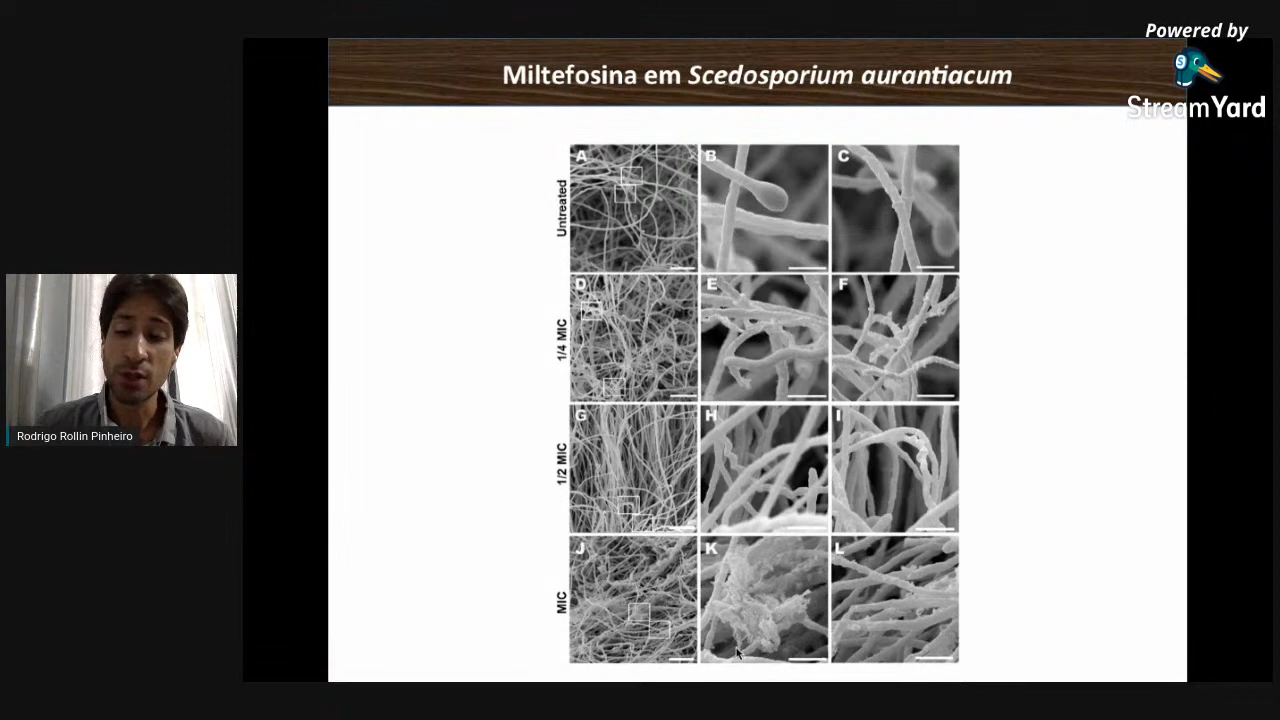 Powered by
StreamYard
Miltefosina em Scedosporium aurantiacum
A B C
Untreated
D E F
1/4 MIC
G H I
1/2 MIC
J K L
MIC
Rodrigo Rollin Pinheiro